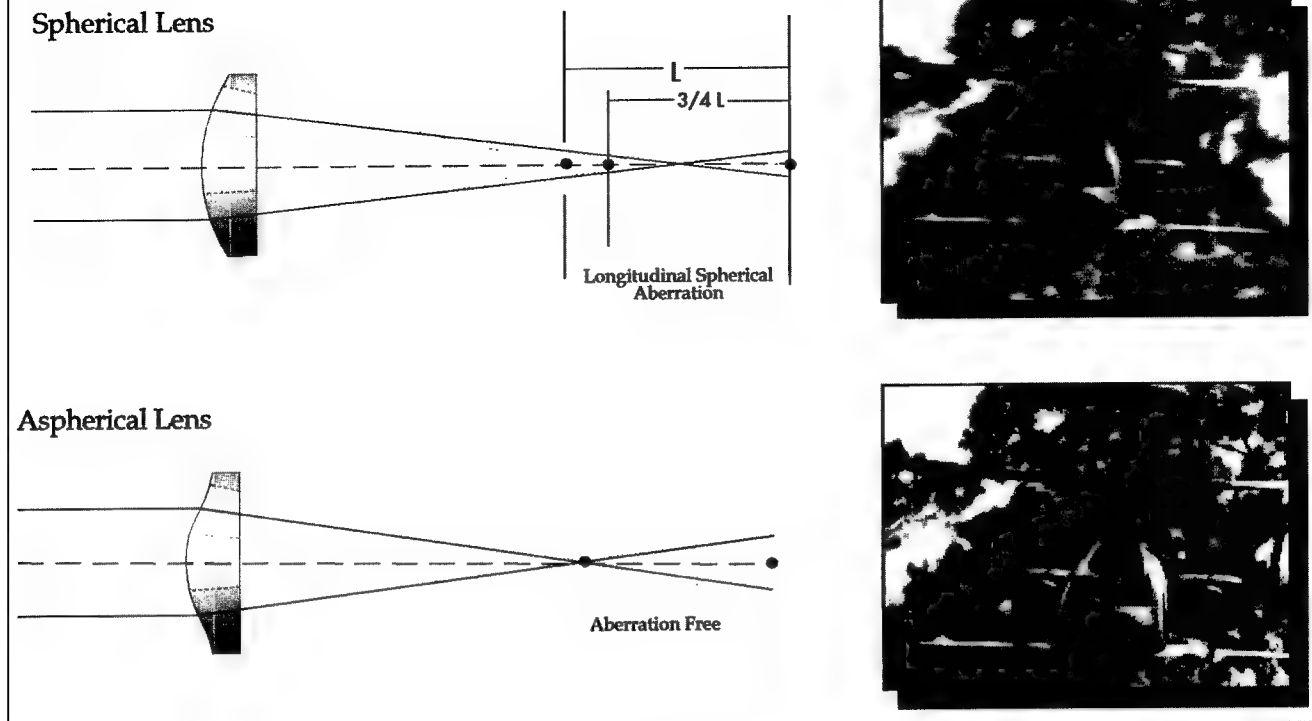 Spherical Lens
L
3/4 L
Longitudinal Spherical
Aberration
Aspherical Lens
Aberration Free